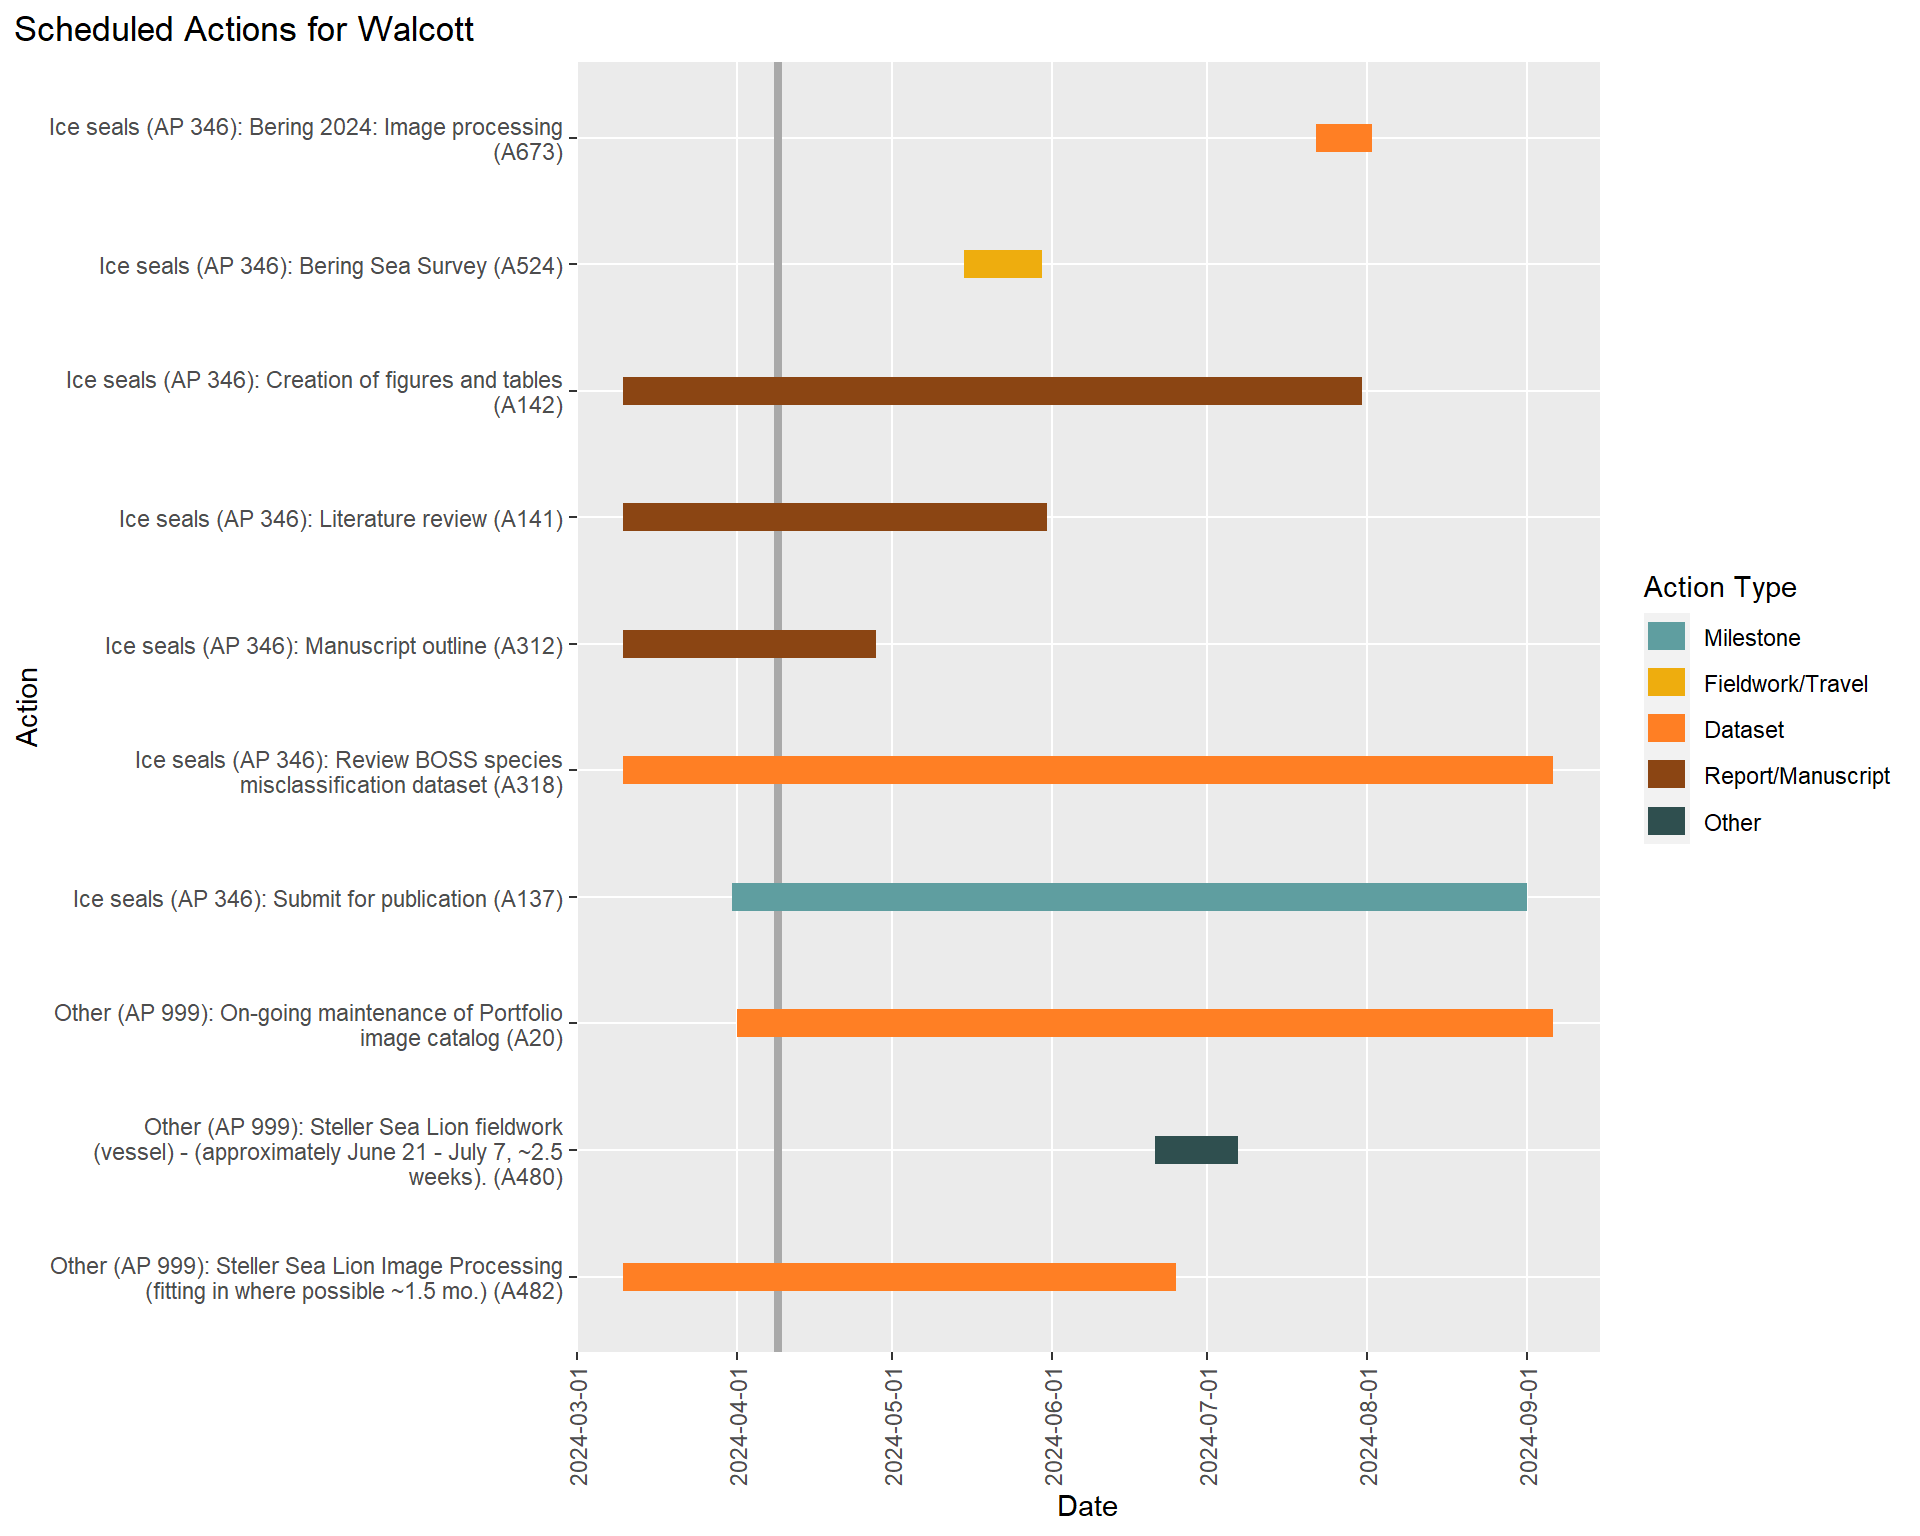 Scheduled Actions for Walcott
Ice seals (AP 346): Bering 2024: Image processing
(A673)
Ice seals (AP 346): Bering Sea Survey (A524)
Ice seals (AP 346): Creation of figures and tables
(A142)
Ice seals (AP 346): Literature review (A141)
Ice seals (AP 346): Manuscript outline (A312)
Ice seals (AP 346): Review BOSS species
misclassification dataset (A318)
Ice seals (AP 346): Submit for publication (A137)
Other (AP 999): On-going maintenance of Portfolio
image catalog (A20)
Other (AP 999): Steller Sea Lion fieldwork
(vessel) - (approximately June 21 - July 7, ~2.5
weeks). (A480)
Other (AP 999): Steller Sea Lion Image Processing
(fitting in where possible ~1.5 mo.) (A482)
Action
2024-03-01
2024-04-01
2024-05-01
2024-06-01
2024-07-01
2024-08-01
2024-09-01
Date
Action Type
Milestone
Fieldwork/Travel
Dataset
Report/Manuscript
Other